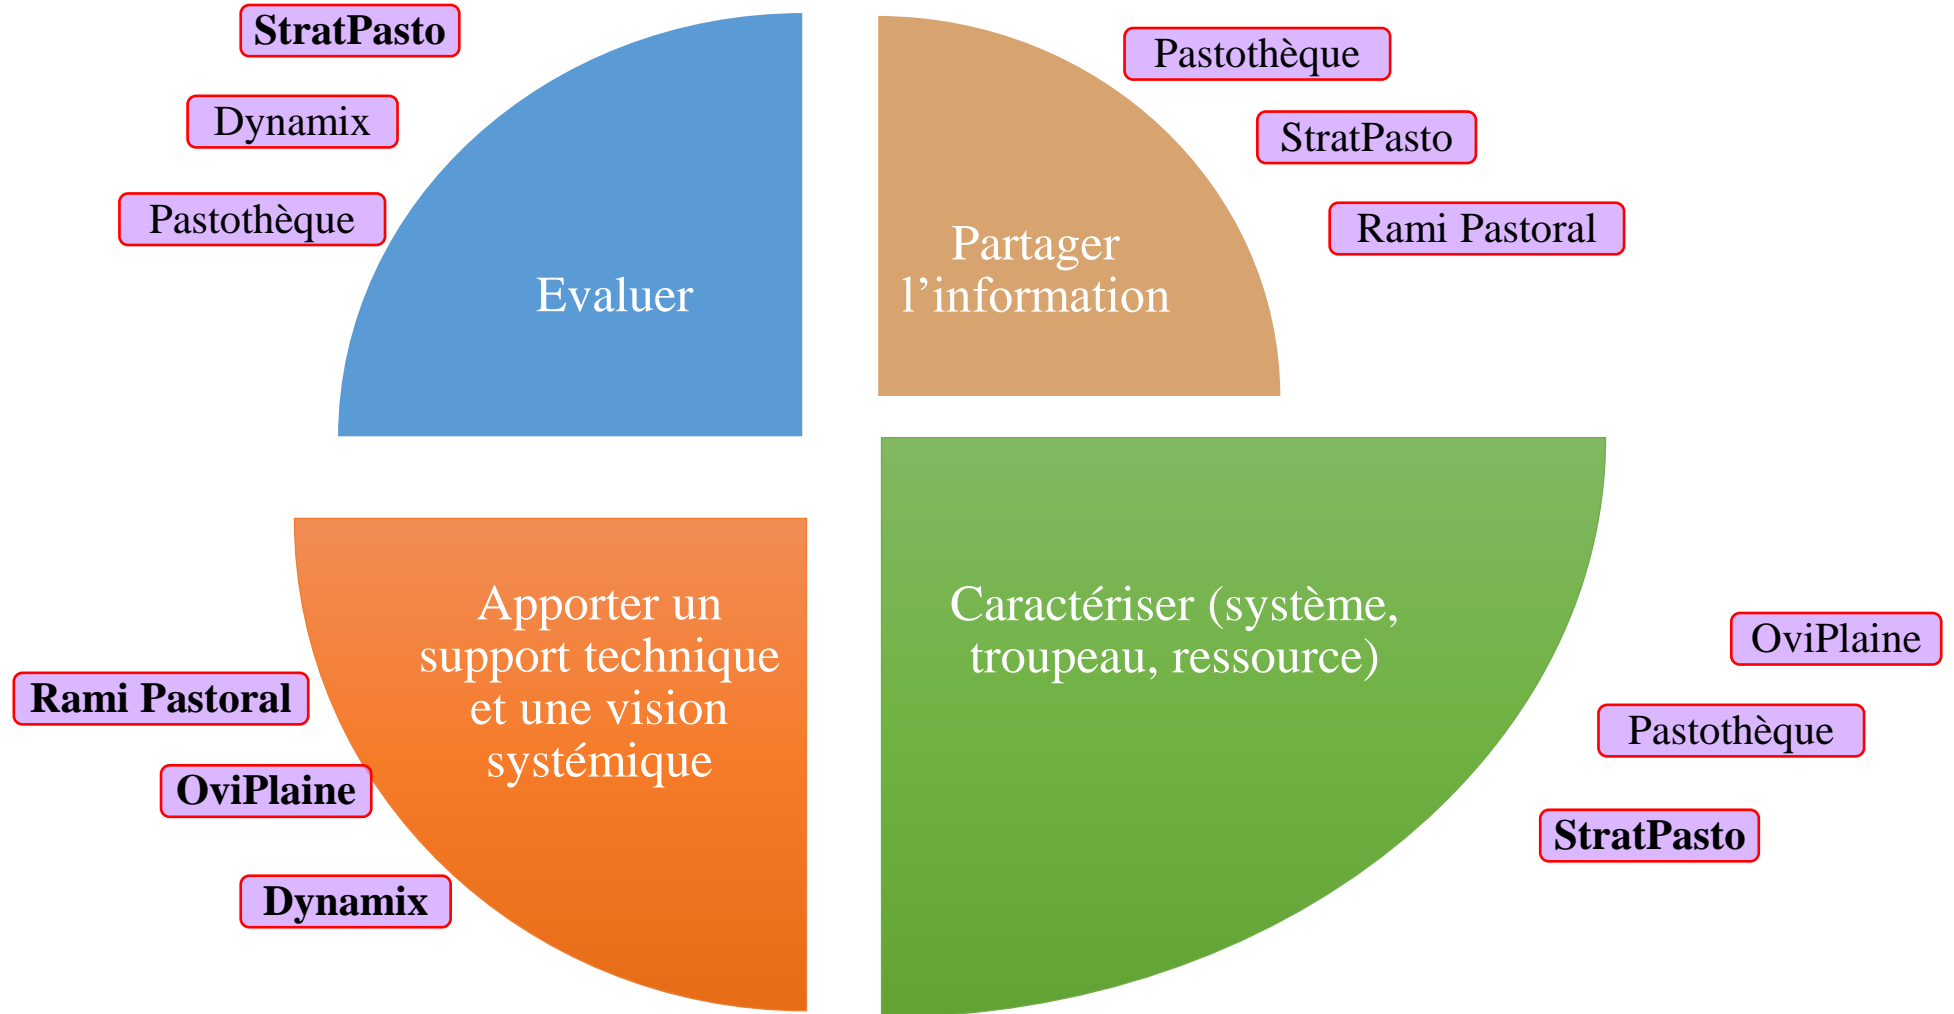 StratPasto
Dynamix
Pastothèque
Evaluer
Pastothèque
StratPasto
Rami Pastoral
Partager
l’information
Apporter un
support technique
et une vision
systémique
Rami Pastoral
OviPlaine
Dynamix
Caractériser (système,
troupeau, ressource)
OviPlaine
Pastothèque
StratPasto